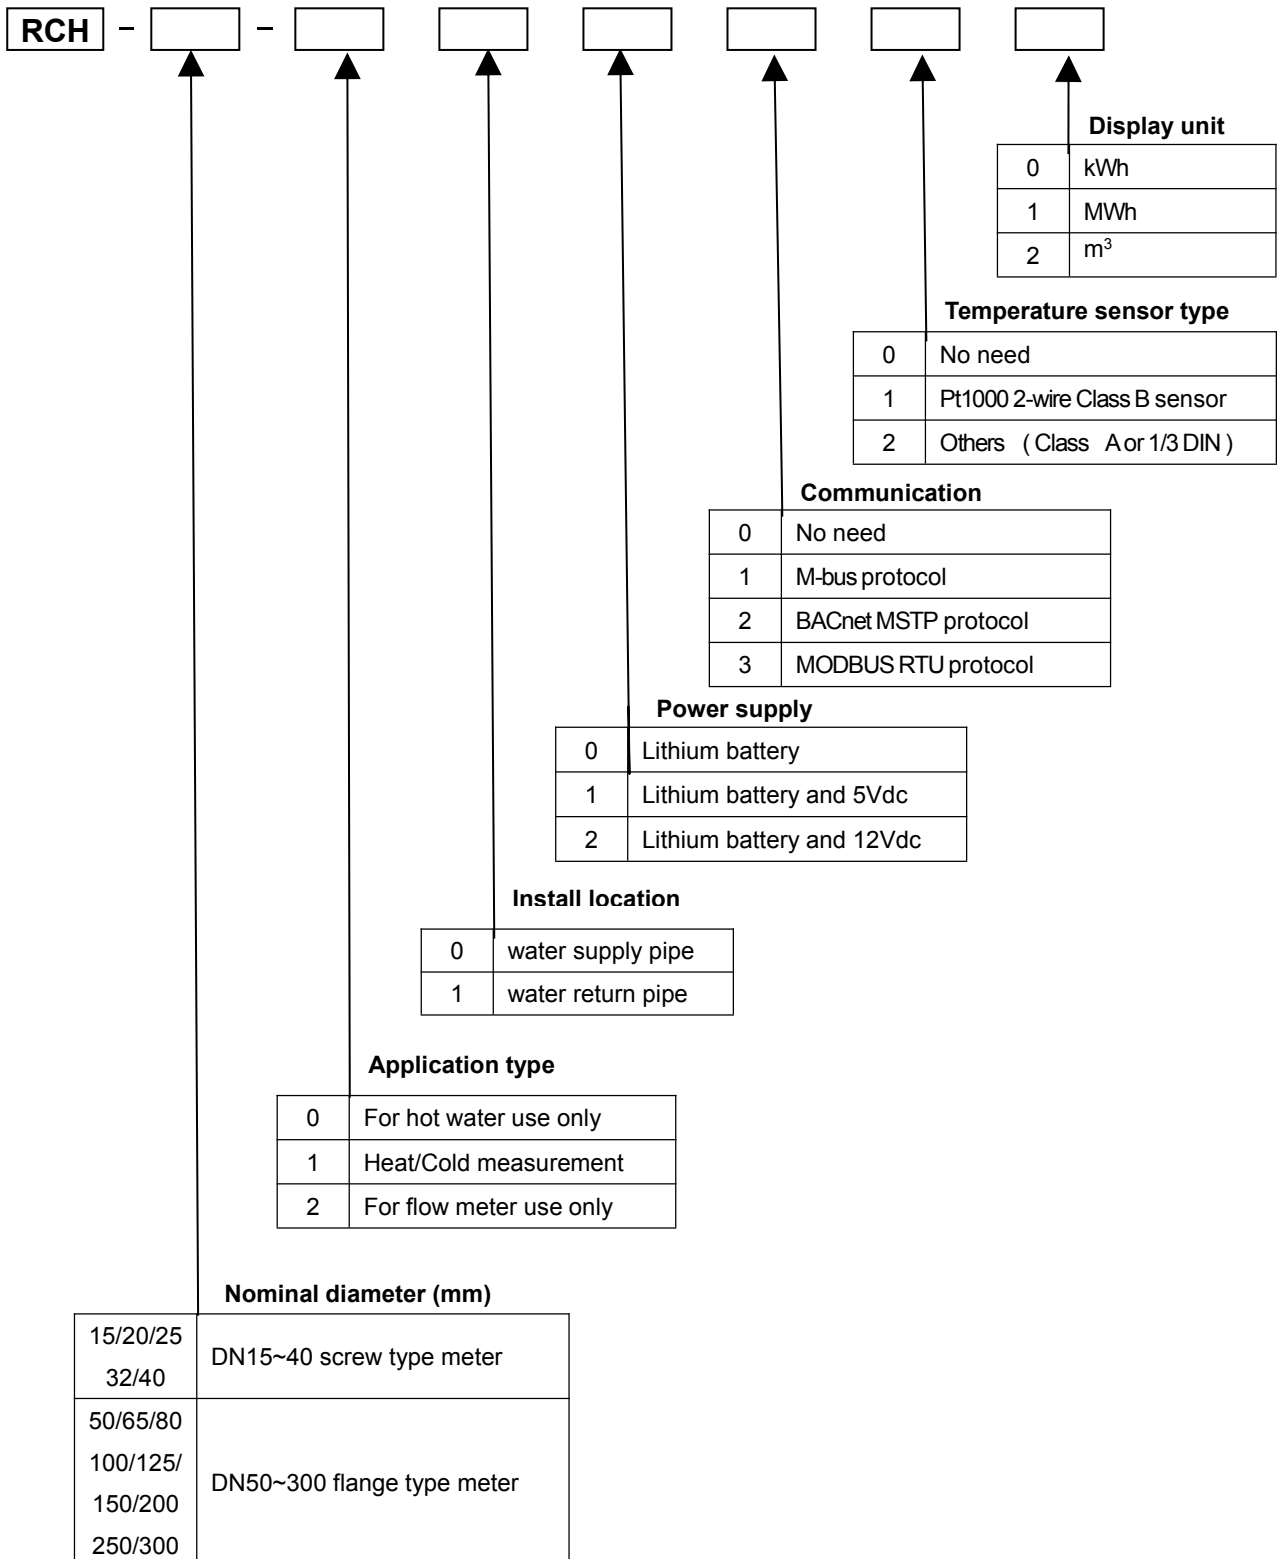 RCH – –
Display unit
0 kWh
1 MWh
2 m³
Temperature sensor type
0 No need
1 Pt1000 2-wire Class B sensor
2 Others ( Class A or 1/3 DIN )
Communication
0 No need
1 M-bus protocol
2 BACnet MSTP protocol
3 MODBUS RTU protocol
Power supply
0 Lithium battery
1 Lithium battery and 5Vdc
2 Lithium battery and 12Vdc
Install location
0 water supply pipe
1 water return pipe
Application type
0 For hot water use only
1 Heat/Cold measurement
2 For flow meter use only
Nominal diameter (mm)
15/20/25
32/40
DN15~40 screw type meter
50/65/80
100/125/
150/200
250/300
DN50~300 flange type meter